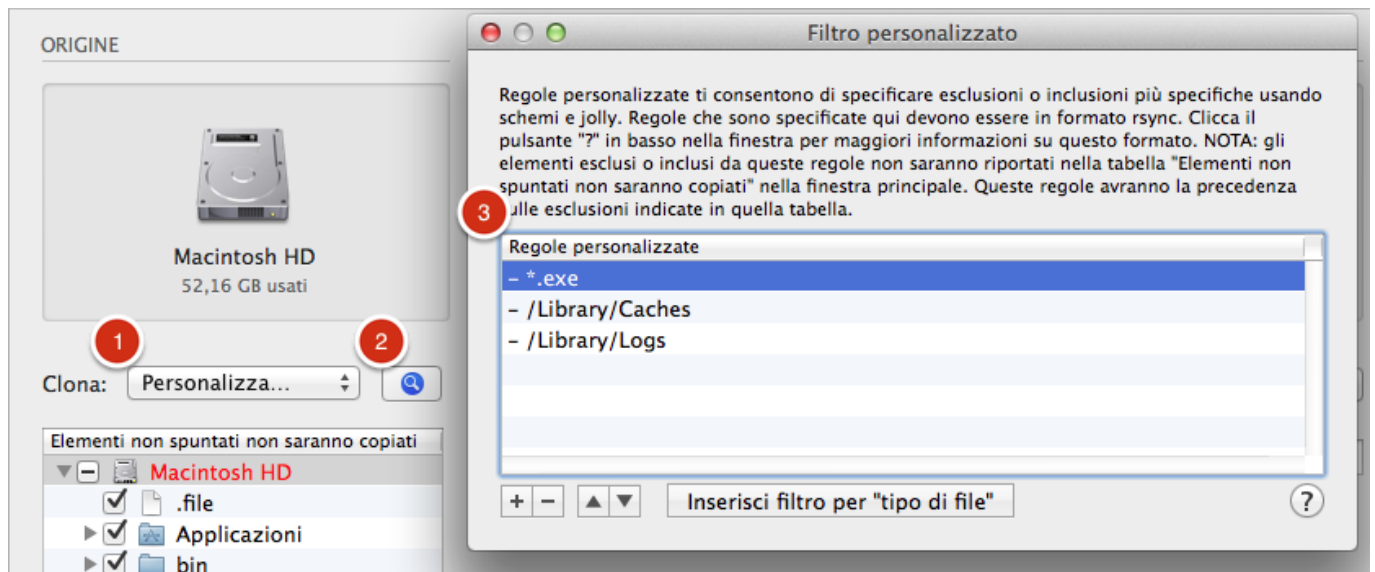 ORIGINE
Macintosh HD
52,16 GB usati
1
2
Clona:
Personalizza...
Elementi non spuntati non saranno copiati
Macintosh HD
.file
Applicazioni
bin
Filtro personalizzato
Regole personalizzate ti consentono di specificare esclusioni o inclusioni più specifiche usando
schemi e jolly. Regole che sono specificate qui devono essere in formato rsync. Clicca il
pulsante "?" in basso nella finestra per maggiori informazioni su questo formato. NOTA: gli
elementi esclusi o inclusi da queste regole non saranno riportati nella tabella "Elementi non
spuntati non saranno copiati" nella finestra principale. Queste regole avranno la precedenza
3
ulle esclusioni indicate in quella tabella.
Regole personalizzate
– *.exe
– /Library/Caches
– /Library/Logs
+ −
Inserisci filtro per "tipo di file"
?